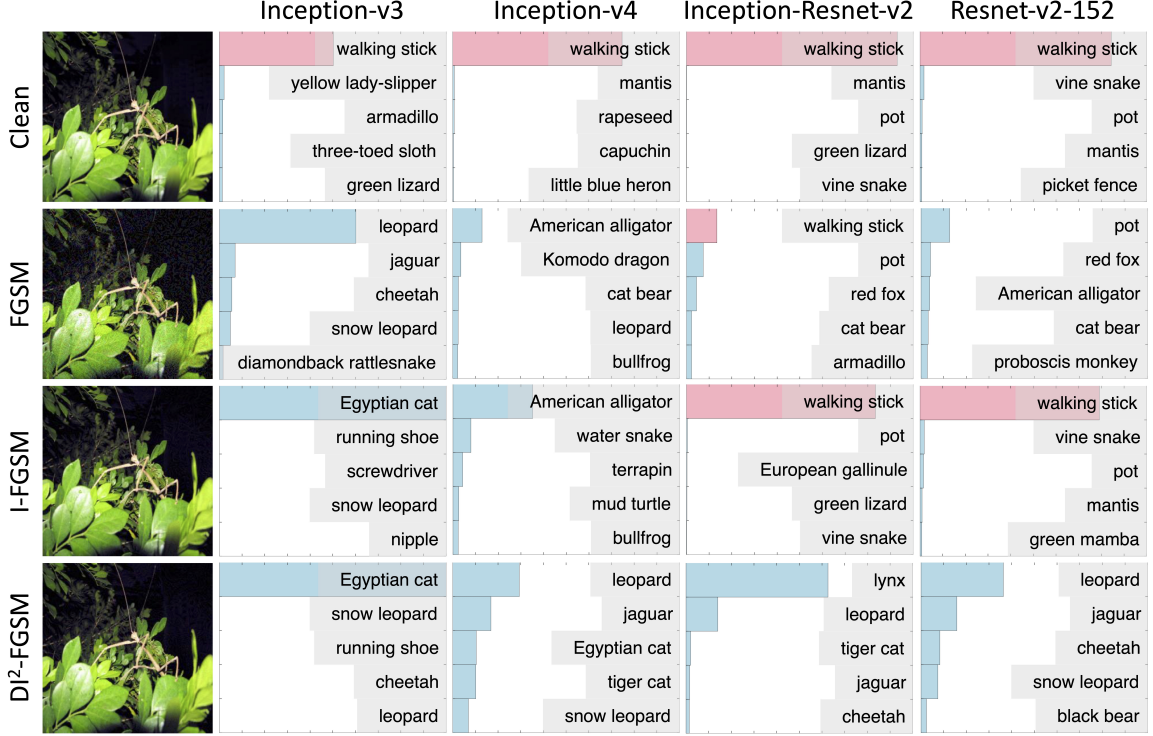 Inception-v3 Inception-v4 Inception-Resnet-v2 Resnet-v2-152
Clean
walking stick
yellow lady-slipper
armadillo
three-toed sloth
green lizard
walking stick
mantis
rapeseed
capuchin
little blue heron
walking stick
mantis
pot
green lizard
vine snake
walking stick
vine snake
pot
mantis
picket fence
FGSM
leopard
jaguar
cheetah
snow leopard
diamondback rattlesnake
American alligator
Komodo dragon
cat bear
leopard
bullfrog
walking stick
pot
red fox
cat bear
armadillo
pot
red fox
American alligator
cat bear
proboscis monkey
I-FGSM
Egyptian cat
running shoe
screwdriver
snow leopard
nipple
American alligator
water snake
terrapin
mud turtle
bullfrog
walking stick
pot
European gallinule
green lizard
vine snake
walking stick
vine snake
pot
mantis
green mamba
DI²-FGSM
Egyptian cat
snow leopard
running shoe
cheetah
leopard
leopard
jaguar
Egyptian cat
tiger cat
snow leopard
lynx
leopard
tiger cat
jaguar
cheetah
leopard
jaguar
cheetah
snow leopard
black bear